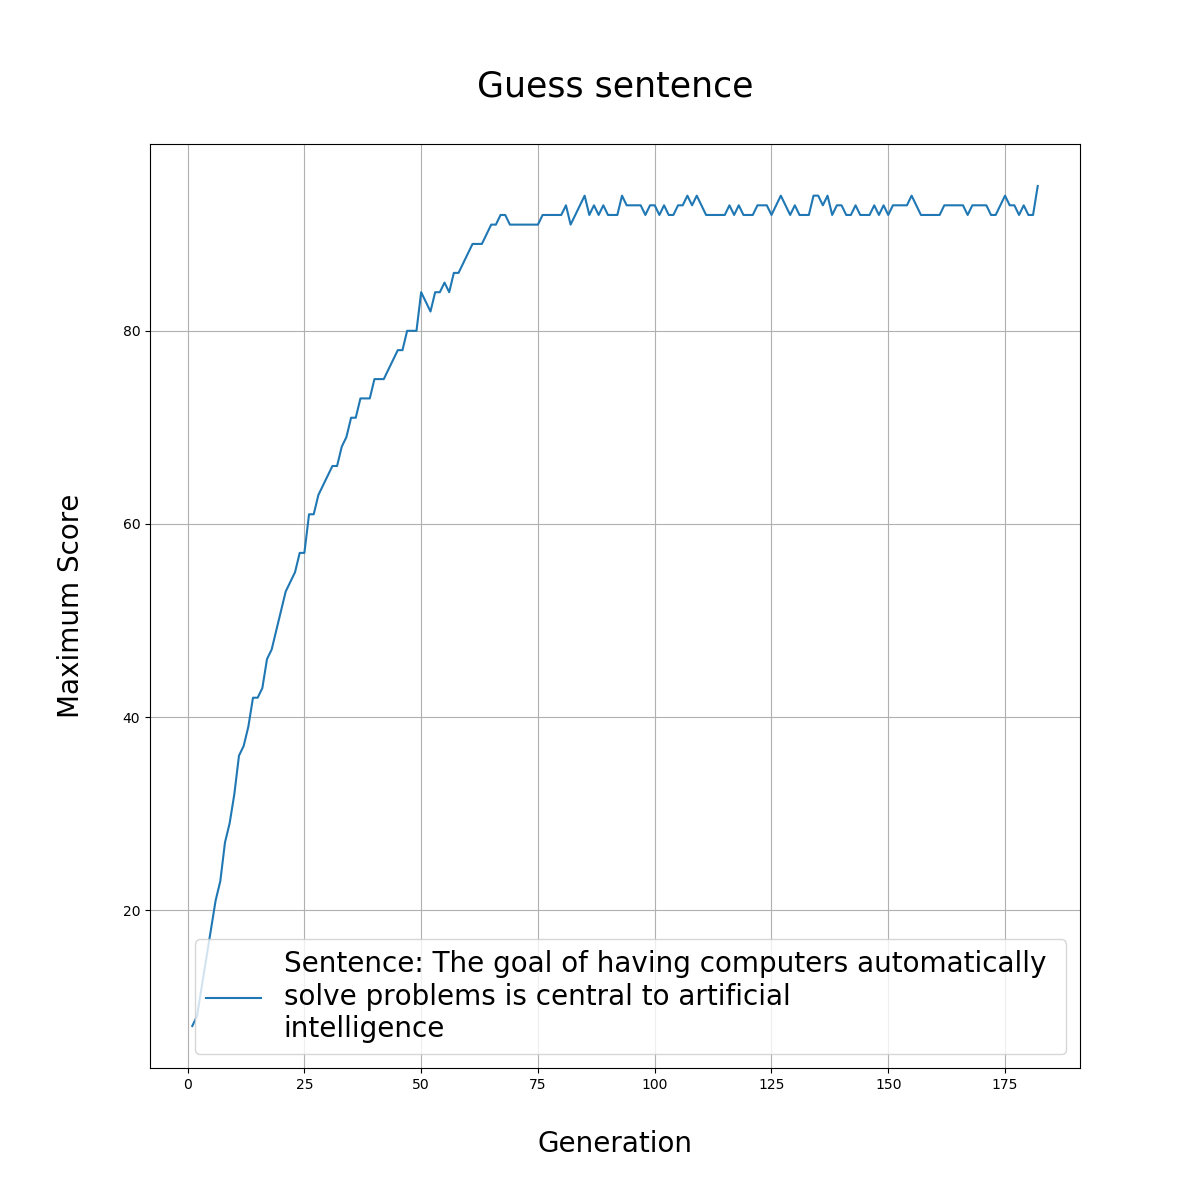 Guess sentence
Maximum Score
80
60
40
20
Sentence: The goal of having computers automatically
solve problems is central to artificial
intelligence
0 25 50 75 100 125 150 175
Generation